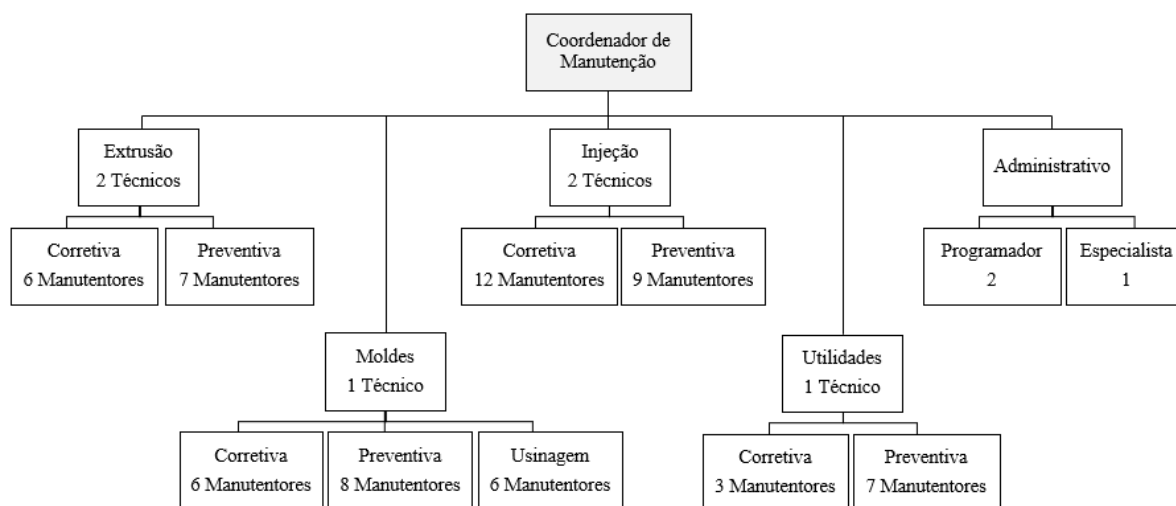 Coordenador de
Manutenção
Extrusão
2 Técnicos
Injeção
2 Técnicos
Administrativo
Corretiva
6 Manutentores
Preventiva
7 Manutentores
Corretiva
12 Manutentores
Preventiva
9 Manutentores
Programador
2
Especialista
1
Moldes
1 Técnico
Utilidades
1 Técnico
Corretiva
6 Manutentores
Preventiva
8 Manutentores
Usinagem
6 Manutentores
Corretiva
3 Manutentores
Preventiva
7 Manutentores